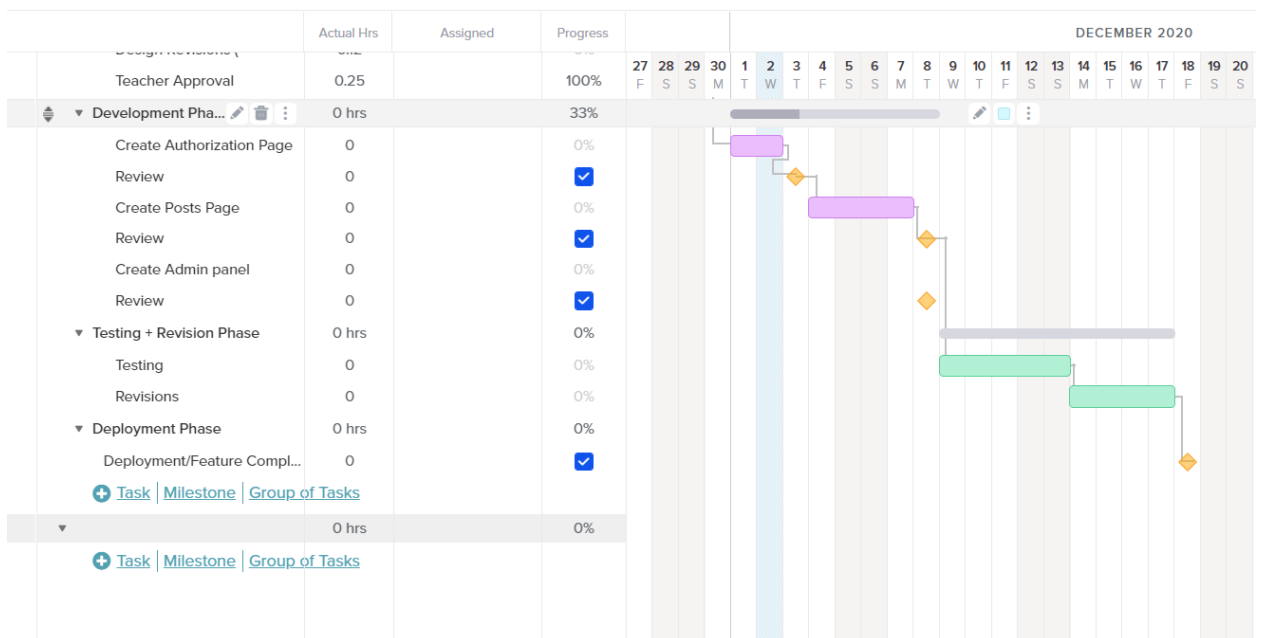 Actual Hrs Assigned Progress DECEMBER 2020
Design Revisions (
27 28 29 30 1 2 3 4 5 6 7 8 9 10 11 12 13 14 15 16 17 18 19 20
F S S M T W T F S S M T W T F S S M T W T F S S
Teacher Approval 0.25 100%
Development Pha... 0 hrs 33%
Create Authorization Page 0 0%
Review 0
Create Posts Page 0 0%
Review 0
Create Admin panel 0 0%
Review 0
Testing + Revision Phase 0 hrs 0%
Testing 0 0%
Revisions 0 0%
Deployment Phase 0 hrs 0%
Deployment/Feature Compl... 0
Task Milestone Group of Tasks
0 hrs 0%
Task Milestone Group of Tasks